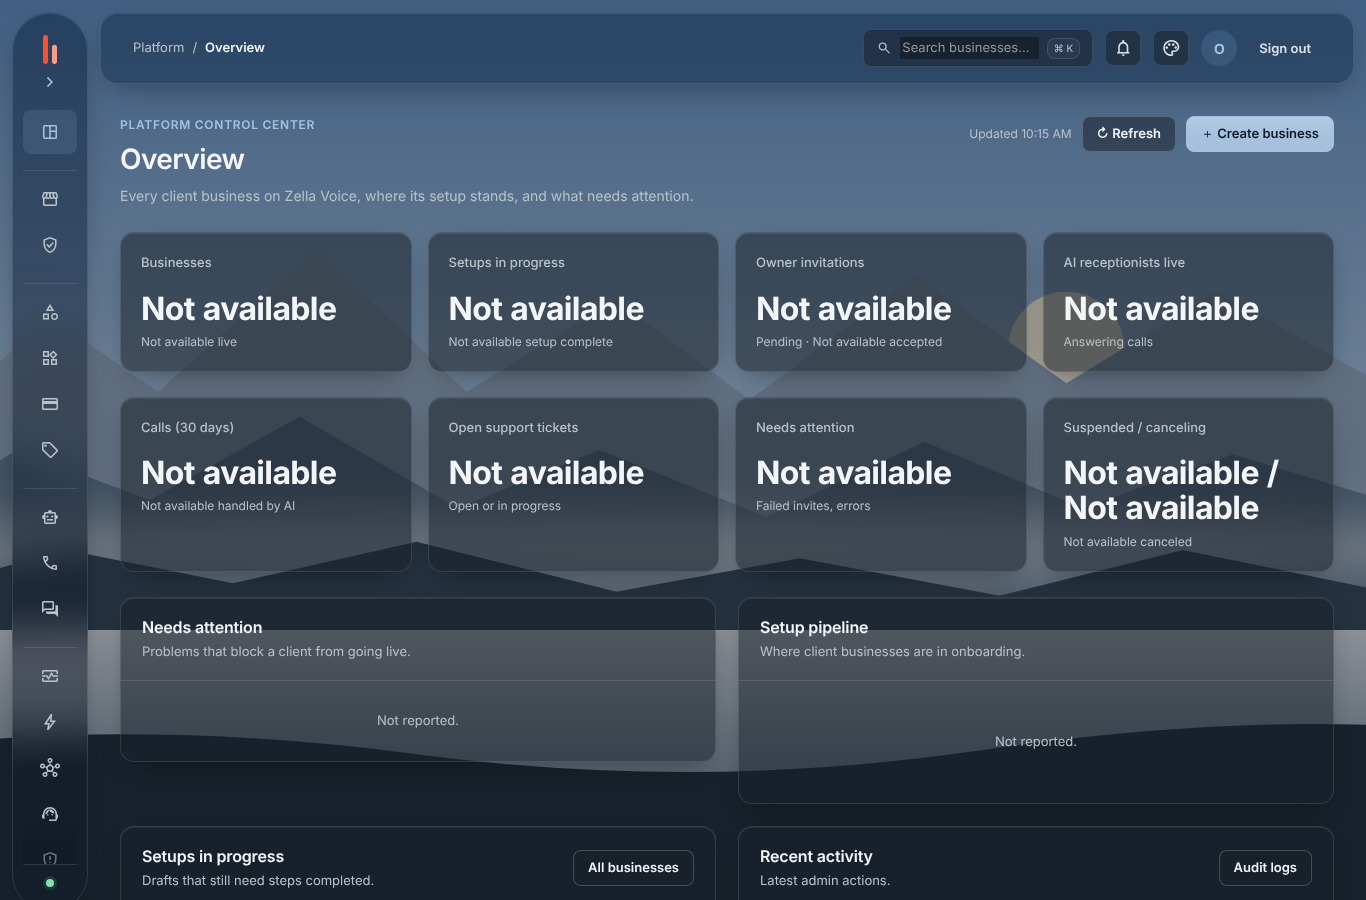 Platform / Overview
Search businesses...
⌘ K
O
Sign out
PLATFORM CONTROL CENTER
Overview
Every client business on Zella Voice, where its setup stands, and what needs attention.
Updated 10:15 AM
Refresh
+ Create business
Businesses
Not available
Not available live
Setups in progress
Not available
Not available setup complete
Owner invitations
Not available
Pending · Not available accepted
AI receptionists live
Not available
Answering calls
Calls (30 days)
Not available
Not available handled by AI
Open support tickets
Not available
Open or in progress
Needs attention
Not available
Failed invites, errors
Suspended / canceling
Not available /
Not available
Not available canceled
Needs attention
Problems that block a client from going live.
Not reported.
Setup pipeline
Where client businesses are in onboarding.
Not reported.
Setups in progress
Drafts that still need steps completed.
All businesses
Recent activity
Latest admin actions.
Audit logs